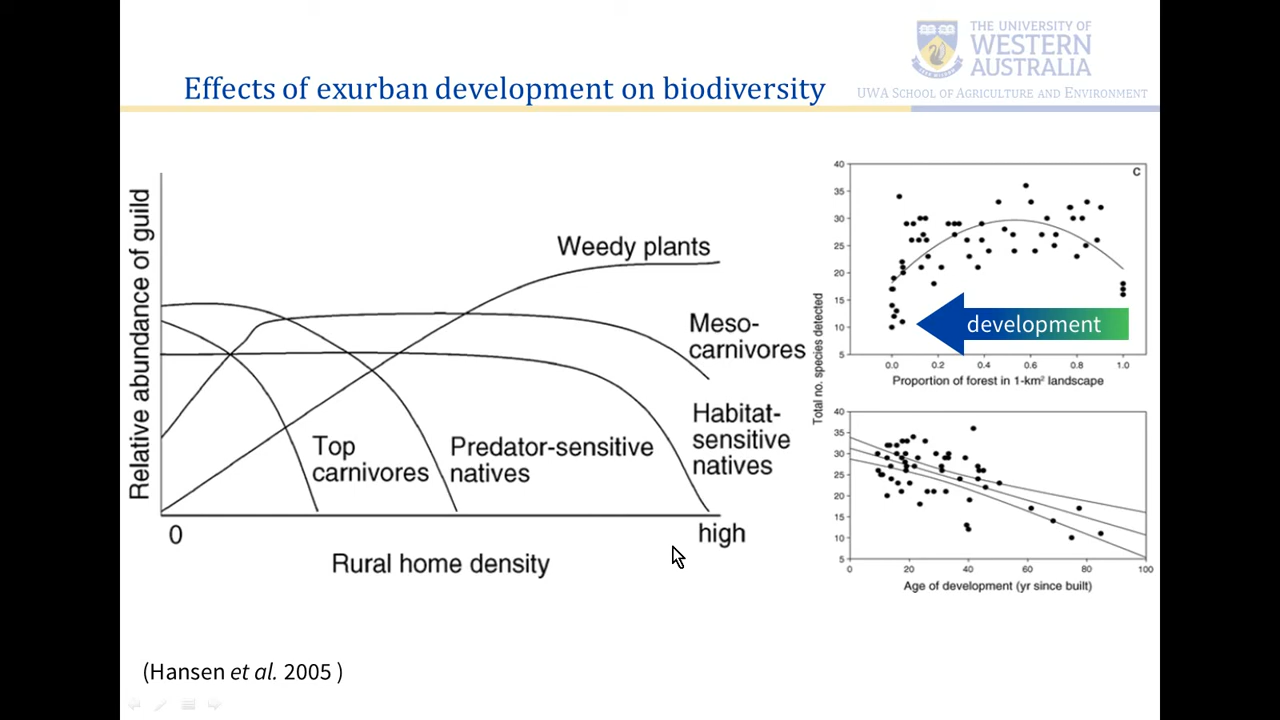 THE UNIVERSITY OF
WESTERN
AUSTRALIA
UWA SCHOOL OF AGRICULTURE AND ENVIRONMENT
Effects of exurban development on biodiversity
Relative abundance of guild
Weedy plants
Meso-
carnivores
Habitat-
sensitive
natives
Top
carnivores
Predator-sensitive
natives
0
high
Rural home density
Total no. species detected
C
40
35
30
25
20
15
10
5
development
0.0 0.2 0.4 0.6 0.8 1.0
Proportion of forest in 1-km² landscape
40
35
30
25
20
15
10
5
0 20 40 60 80 100
Age of development (yr since built)
(Hansen et al. 2005 )